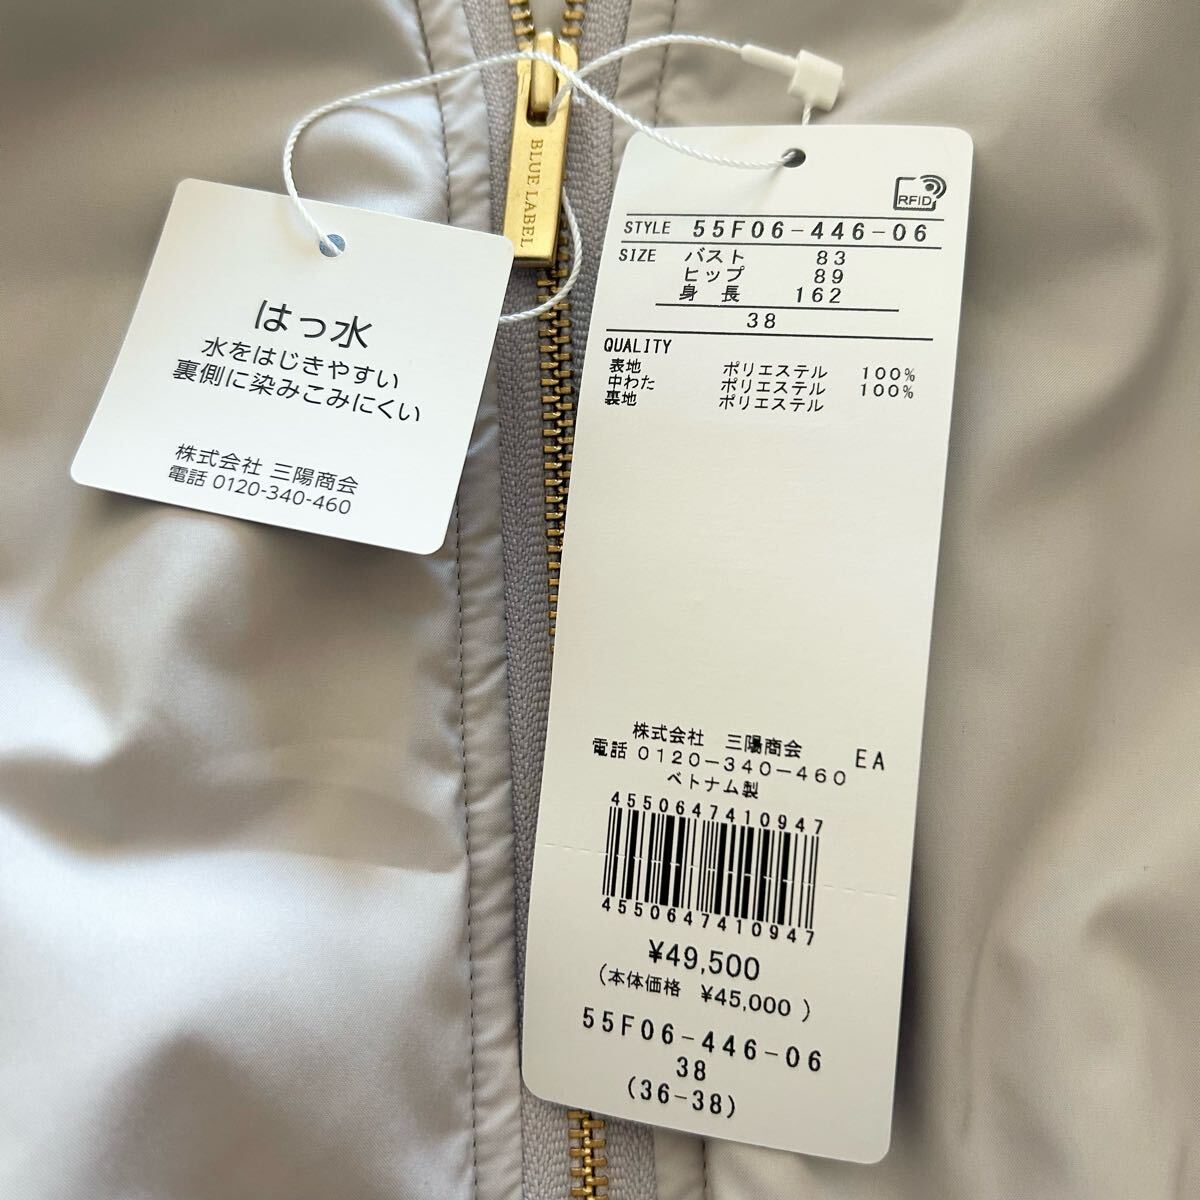 BLUE LABEL
はっ水
水をはじきやすい
裏側に染みこみにくい
株式会社 三陽商会
電話 0120-340-460
RFID
STYLE 55F06-446-06
SIZE バスト 83
ヒップ 89
身 長 162
38
QUALITY
表地 ポリエステル 100%
中わた ポリエステル 100%
裏地 ポリエステル
株式会社 三陽商会 EA
電話 0120-340-460
ベトナム製
4550647410947
4550647410947
¥49,500
(本体価格 ¥45,000 )
55F06-446-06
38
(36-38)